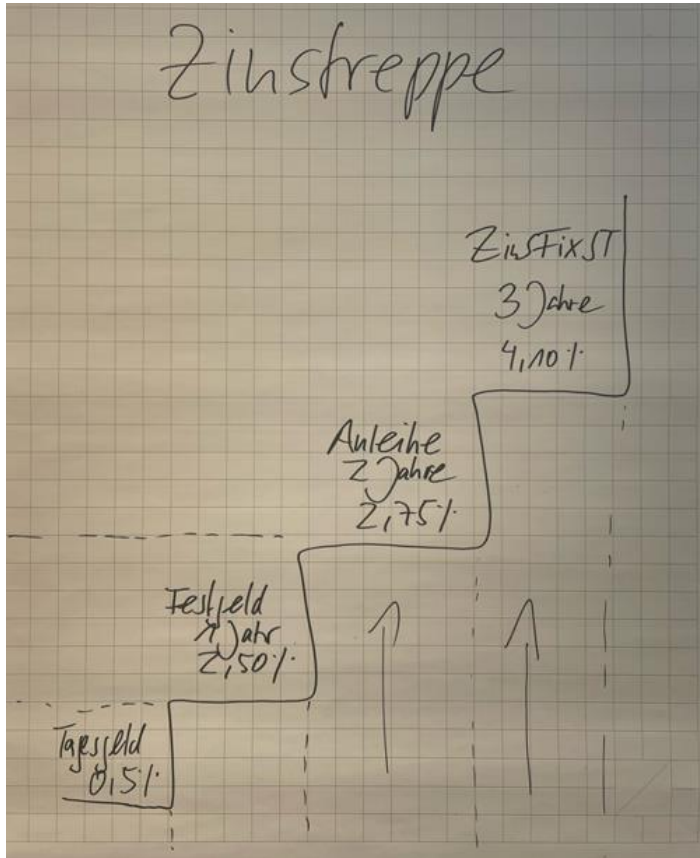 Zinstreppe
ZinsFixST
3 Jahre
4,10%
Anleihe
2 Jahre
2,75%
Festgeld
1 Jahr
2,50%
Tagesgeld
0,5%